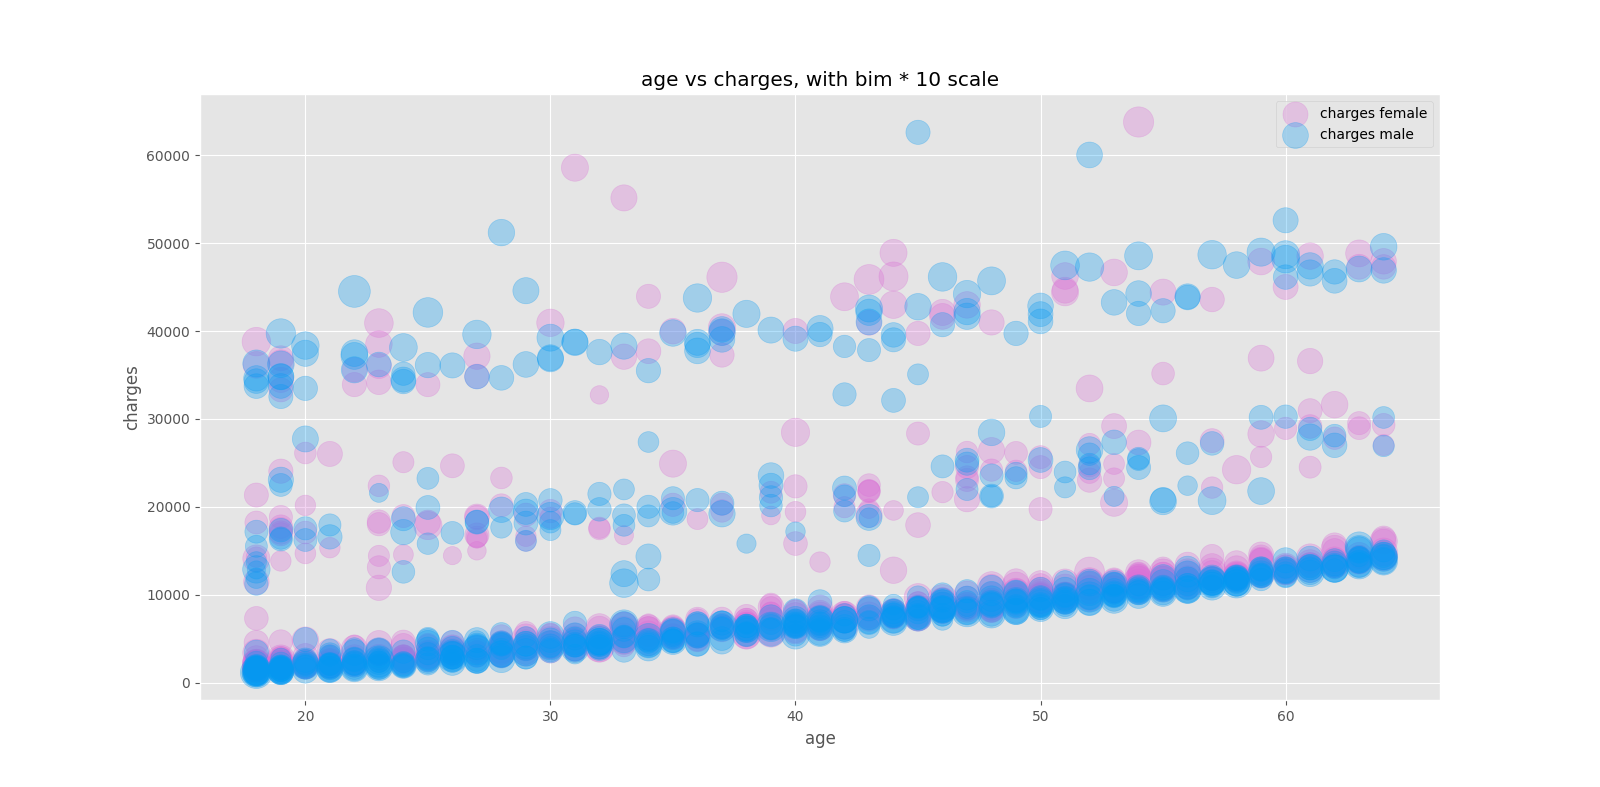 age vs charges, with bim * 10 scale
charges female
charges male
60000
50000
40000
30000
20000
10000
0
charges
20 30 40 50 60
age